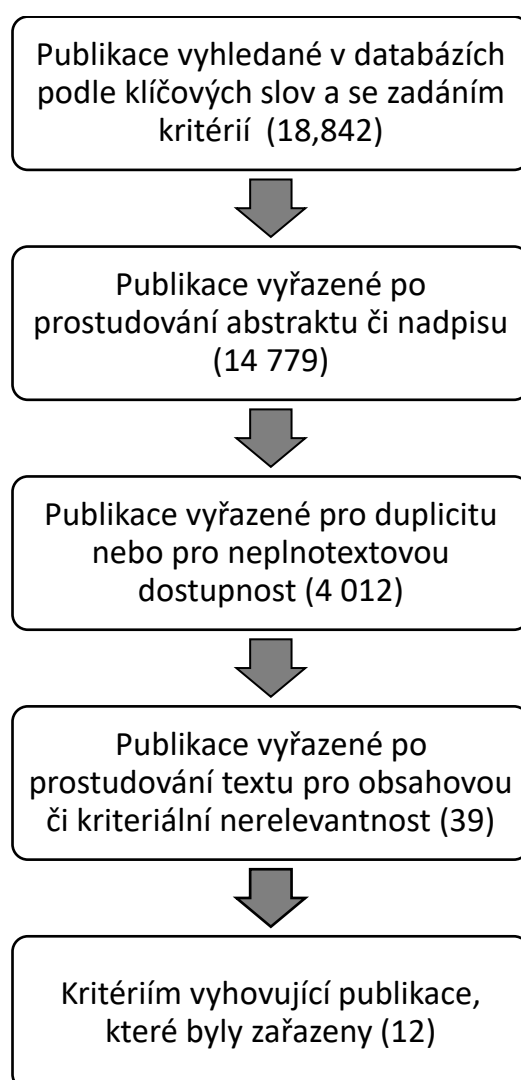 Publikace vyhledané v databázích
podle klíčových slov a se zadáním
kritérií  (18,842)
Publikace vyřazené po
prostudování abstraktu či nadpisu
(14 779)
Publikace vyřazené pro duplicitu
nebo pro neplnotextovou
dostupnost (4 012)
Publikace vyřazené po
prostudování textu pro obsahovou
či kriteriální nerelevantnost (39)
Kritériím vyhovující publikace,
které byly zařazeny (12)